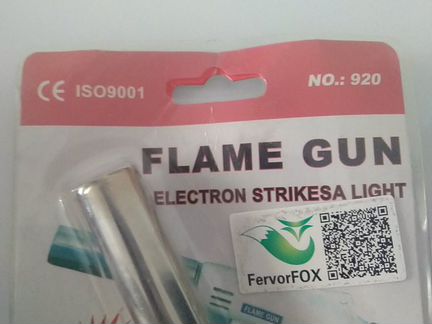 CE ISO9001
NO.: 920
FLAME GUN
ELECTRON STRIKESA LIGHT
FervorFOX
FLAME GUN